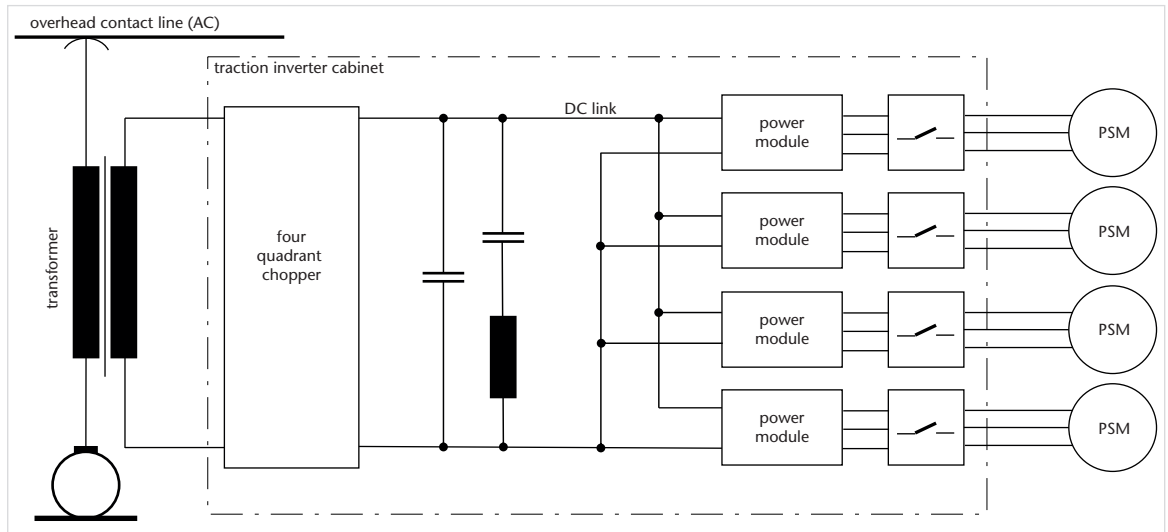 overhead contact line (AC)
traction inverter cabinet
DC link
transformer
four
quadrant
chopper
power
module
PSM
power
module
PSM
power
module
PSM
power
module
PSM